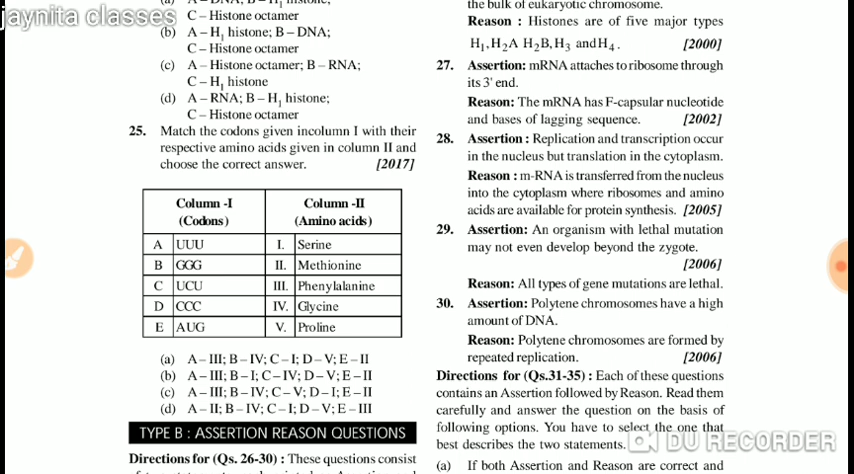 jaynita classes
C – Histone octamer
(b) A – H1 histone; B – DNA;
C – Histone octamer
(c) A – Histone octamer; B – RNA;
C – H1 histone
(d) A – RNA; B – H1 histone;
C – Histone octamer
25. Match the codons given incolumn I with their
respective amino acids given in column II and
choose the correct answer. [2017]
Column -I Column -II
(Codons) (Amino acids)
A UUU I. Serine
B GGG II. Methionine
C UCU III. Phenylalanine
D CCC IV. Glycine
E AUG V. Proline
(a) A – III; B – IV; C – I; D – V; E – II
(b) A – III; B – I; C – IV; D – V; E – II
(c) A – III; B – IV; C – V; D – I; E – II
(d) A – II; B – IV; C – I; D – V; E – III
TYPE B : ASSERTION REASON QUESTIONS
Directions for (Qs. 26-30) : These questions consist
the bulk of eukaryotic chromosome.
Reason : Histones are of five major types
H1, H2A H2B, H3 and H4 . [2000]
27. Assertion: mRNA attaches to ribosome through
its 3' end.
Reason: The mRNA has F-capsular nucleotide
and bases of lagging sequence. [2002]
28. Assertion : Replication and transcription occur
in the nucleus but translation in the cytoplasm.
Reason : m-RNA is transferred from the nucleus
into the cytoplasm where ribosomes and amino
acids are available for protein synthesis. [2005]
29. Assertion: An organism with lethal mutation
may not even develop beyond the zygote.
[2006]
Reason: All types of gene mutations are lethal.
30. Assertion: Polytene chromosomes have a high
amount of DNA.
Reason: Polytene chromosomes are formed by
repeated replication. [2006]
Directions for (Qs.31-35) : Each of these questions
contains an Assertion followed by Reason. Read them
carefully and answer the question on the basis of
following options. You have to select the one that
best describes the two statements.
DU RECORDER
(a) If both Assertion and Reason are correct and